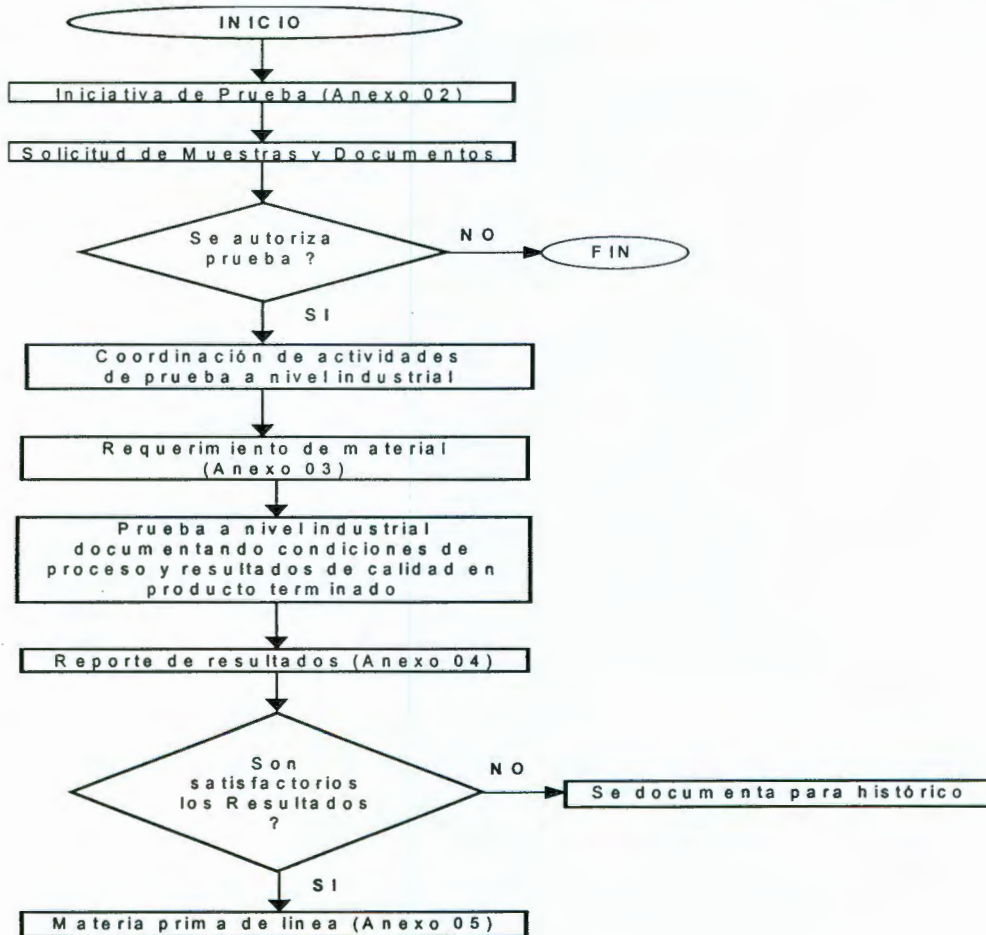 INICIO
Iniciativa de Prueba (Anexo 02)
Solicitud de Muestras y Documentos
Se autoriza
prueba ?
NO
FIN
SI
Coordinación de actividades
de prueba a nivel industrial
Requerimiento de material
(Anexo 03)
Prueba a nivel industrial
documentando condiciones de
proceso y resultados de calidad en
producto terminado
Reporte de resultados (Anexo 04)
Son
satisfactorios
los Resultados
?
NO
Se documenta para histórico
SI
Materia prima de linea (Anexo 05)